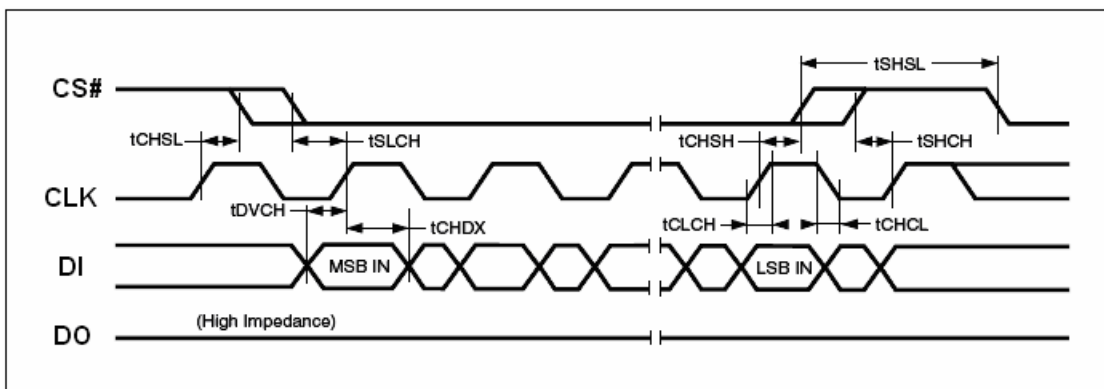 CS#
tSHSL
tCHSL
tSLCH
tCHSH
tSHCH
CLK
tDVCH
tCHDX
tCLCH
tCHCL
DI
MSB IN
LSB IN
DO
(High Impedance)